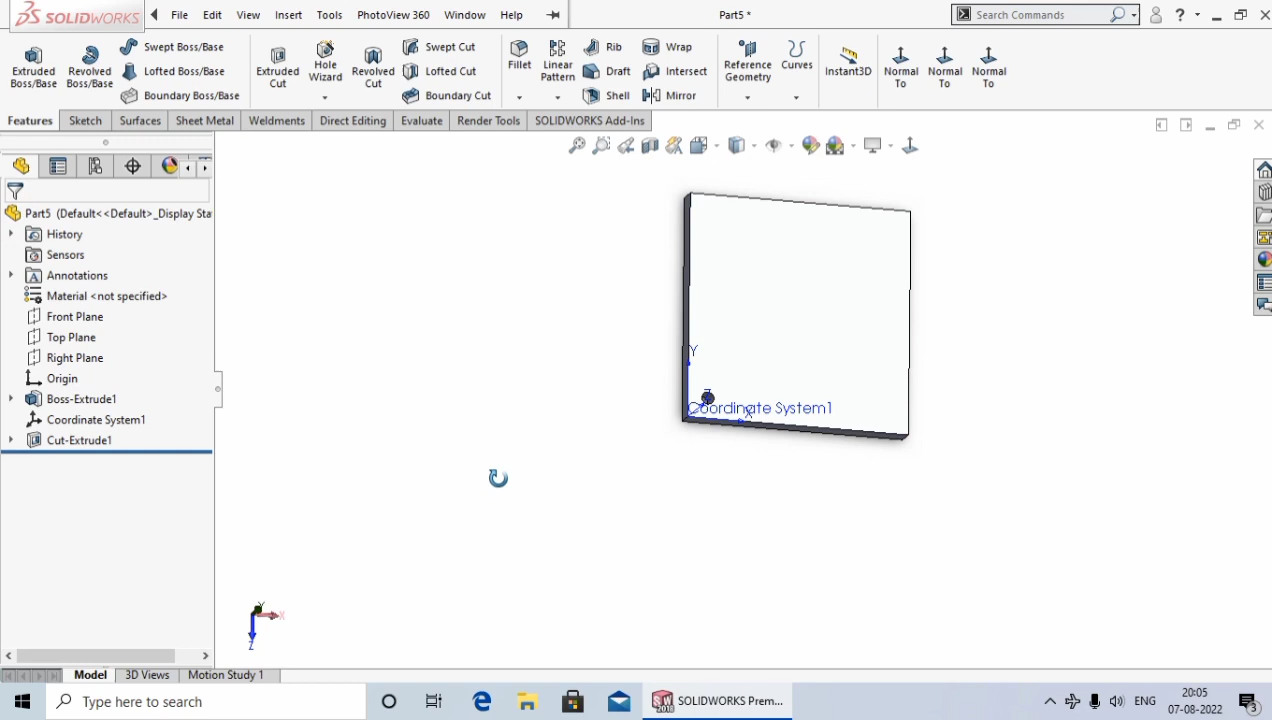 SOLIDWORKS
File Edit View Insert Tools PhotoView 360 Window Help
Part5 *
Search Commands
?
Extruded Boss/Base
Revolved Boss/Base
Swept Boss/Base
Lofted Boss/Base
Boundary Boss/Base
Extruded Cut
Hole Wizard
Revolved Cut
Swept Cut
Lofted Cut
Boundary Cut
Fillet
Linear Pattern
Rib
Draft
Shell
Wrap
Intersect
Mirror
Reference Geometry
Curves
Instant3D
Normal To
Normal To
Normal To
Features Sketch Surfaces Sheet Metal Weldments Direct Editing Evaluate Render Tools SOLIDWORKS Add-Ins
Part5 (Default<<Default>_Display Sta
History
Sensors
Annotations
Material <not specified>
Front Plane
Top Plane
Right Plane
Origin
Boss-Extrude1
Coordinate System1
Cut-Extrude1
Y
Z
Coordinate System1
X
Y
X
Z
Model 3D Views Motion Study 1
Type here to search
SOLIDWORKS Prem...
ENG
20:05
07-08-2022
3